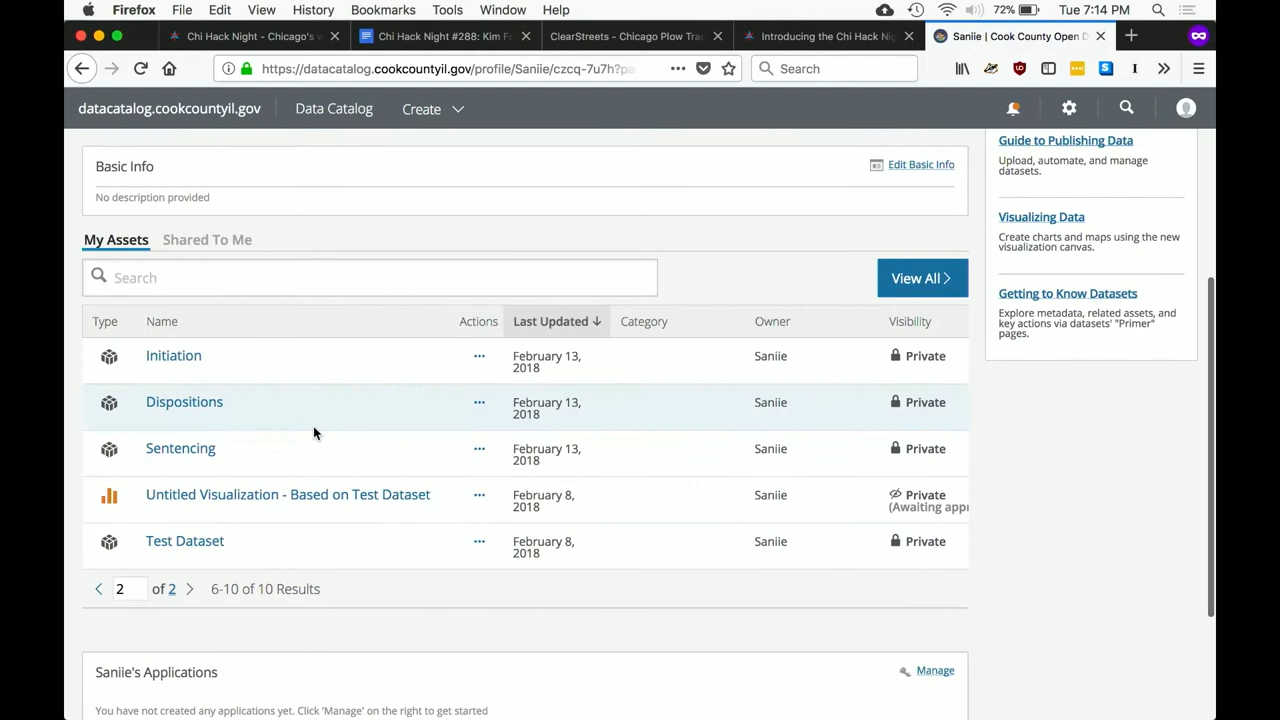 Firefox File Edit View History Bookmarks Tools Window Help 72% Tue 7:14 PM
Chi Hack Night - Chicago's w Chi Hack Night #288: Kim F ClearStreets - Chicago Plow Trac Introducing the Chi Hack Nig Saniie | Cook County Open D
https://datacatalog.cookcountyil.gov/profile/Saniie/czcq-7u7h?pa Search
datacatalog.cookcountyil.gov Data Catalog Create
Basic Info Edit Basic Info
No description provided
Guide to Publishing Data
Upload, automate, and manage
datasets.
Visualizing Data
Create charts and maps using the new
visualization canvas.
Getting to Know Datasets
Explore metadata, related assets, and
key actions via datasets' "Primer"
pages.
My Assets Shared To Me
Search View All
Type Name Actions Last Updated Category Owner Visibility
Initiation February 13, 2018 Saniie Private
Dispositions February 13, 2018 Saniie Private
Sentencing February 13, 2018 Saniie Private
Untitled Visualization - Based on Test Dataset February 8, 2018 Saniie Private
(Awaiting appr
Test Dataset February 8, 2018 Saniie Private
2 of 2 6-10 of 10 Results
Saniie's Applications Manage
You have not created any applications yet. Click 'Manage' on the right to get started